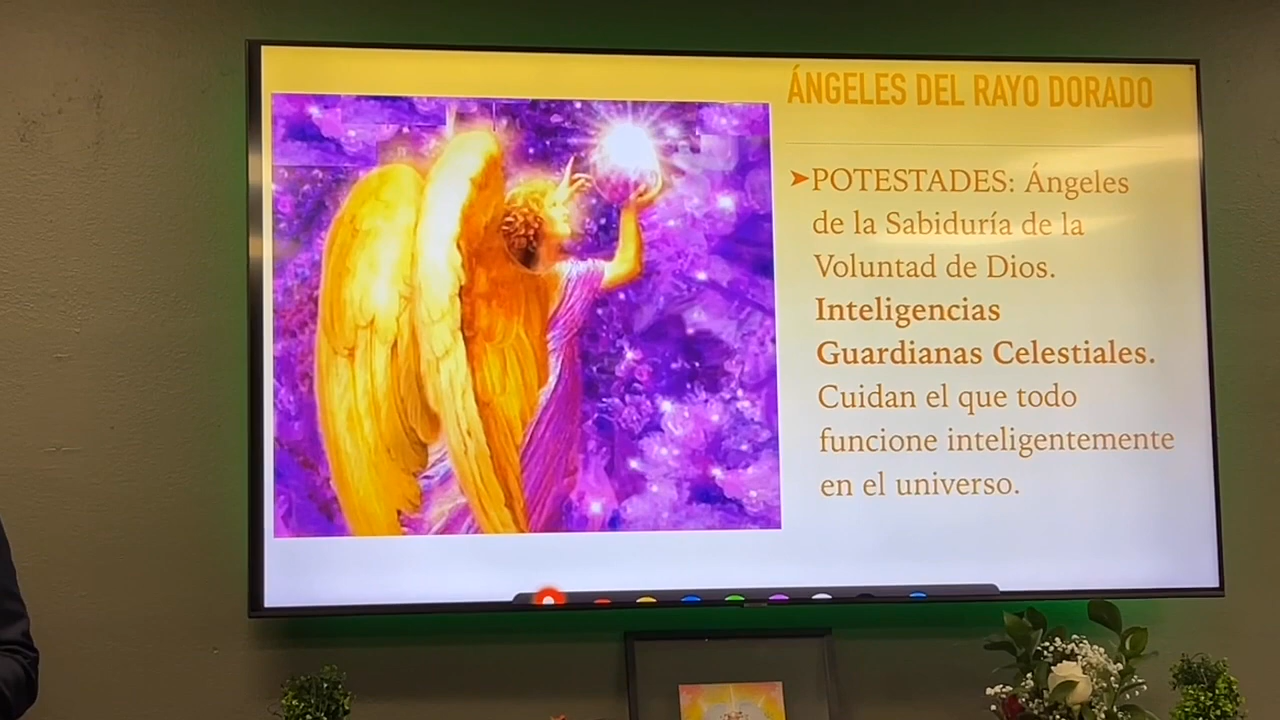 ÁNGELES DEL RAYO DORADO
➤POTESTADES: Ángeles
de la Sabiduría de la
Voluntad de Dios.
Inteligencias
Guardianas Celestiales.
Cuidan el que todo
funcione inteligentemente
en el universo.